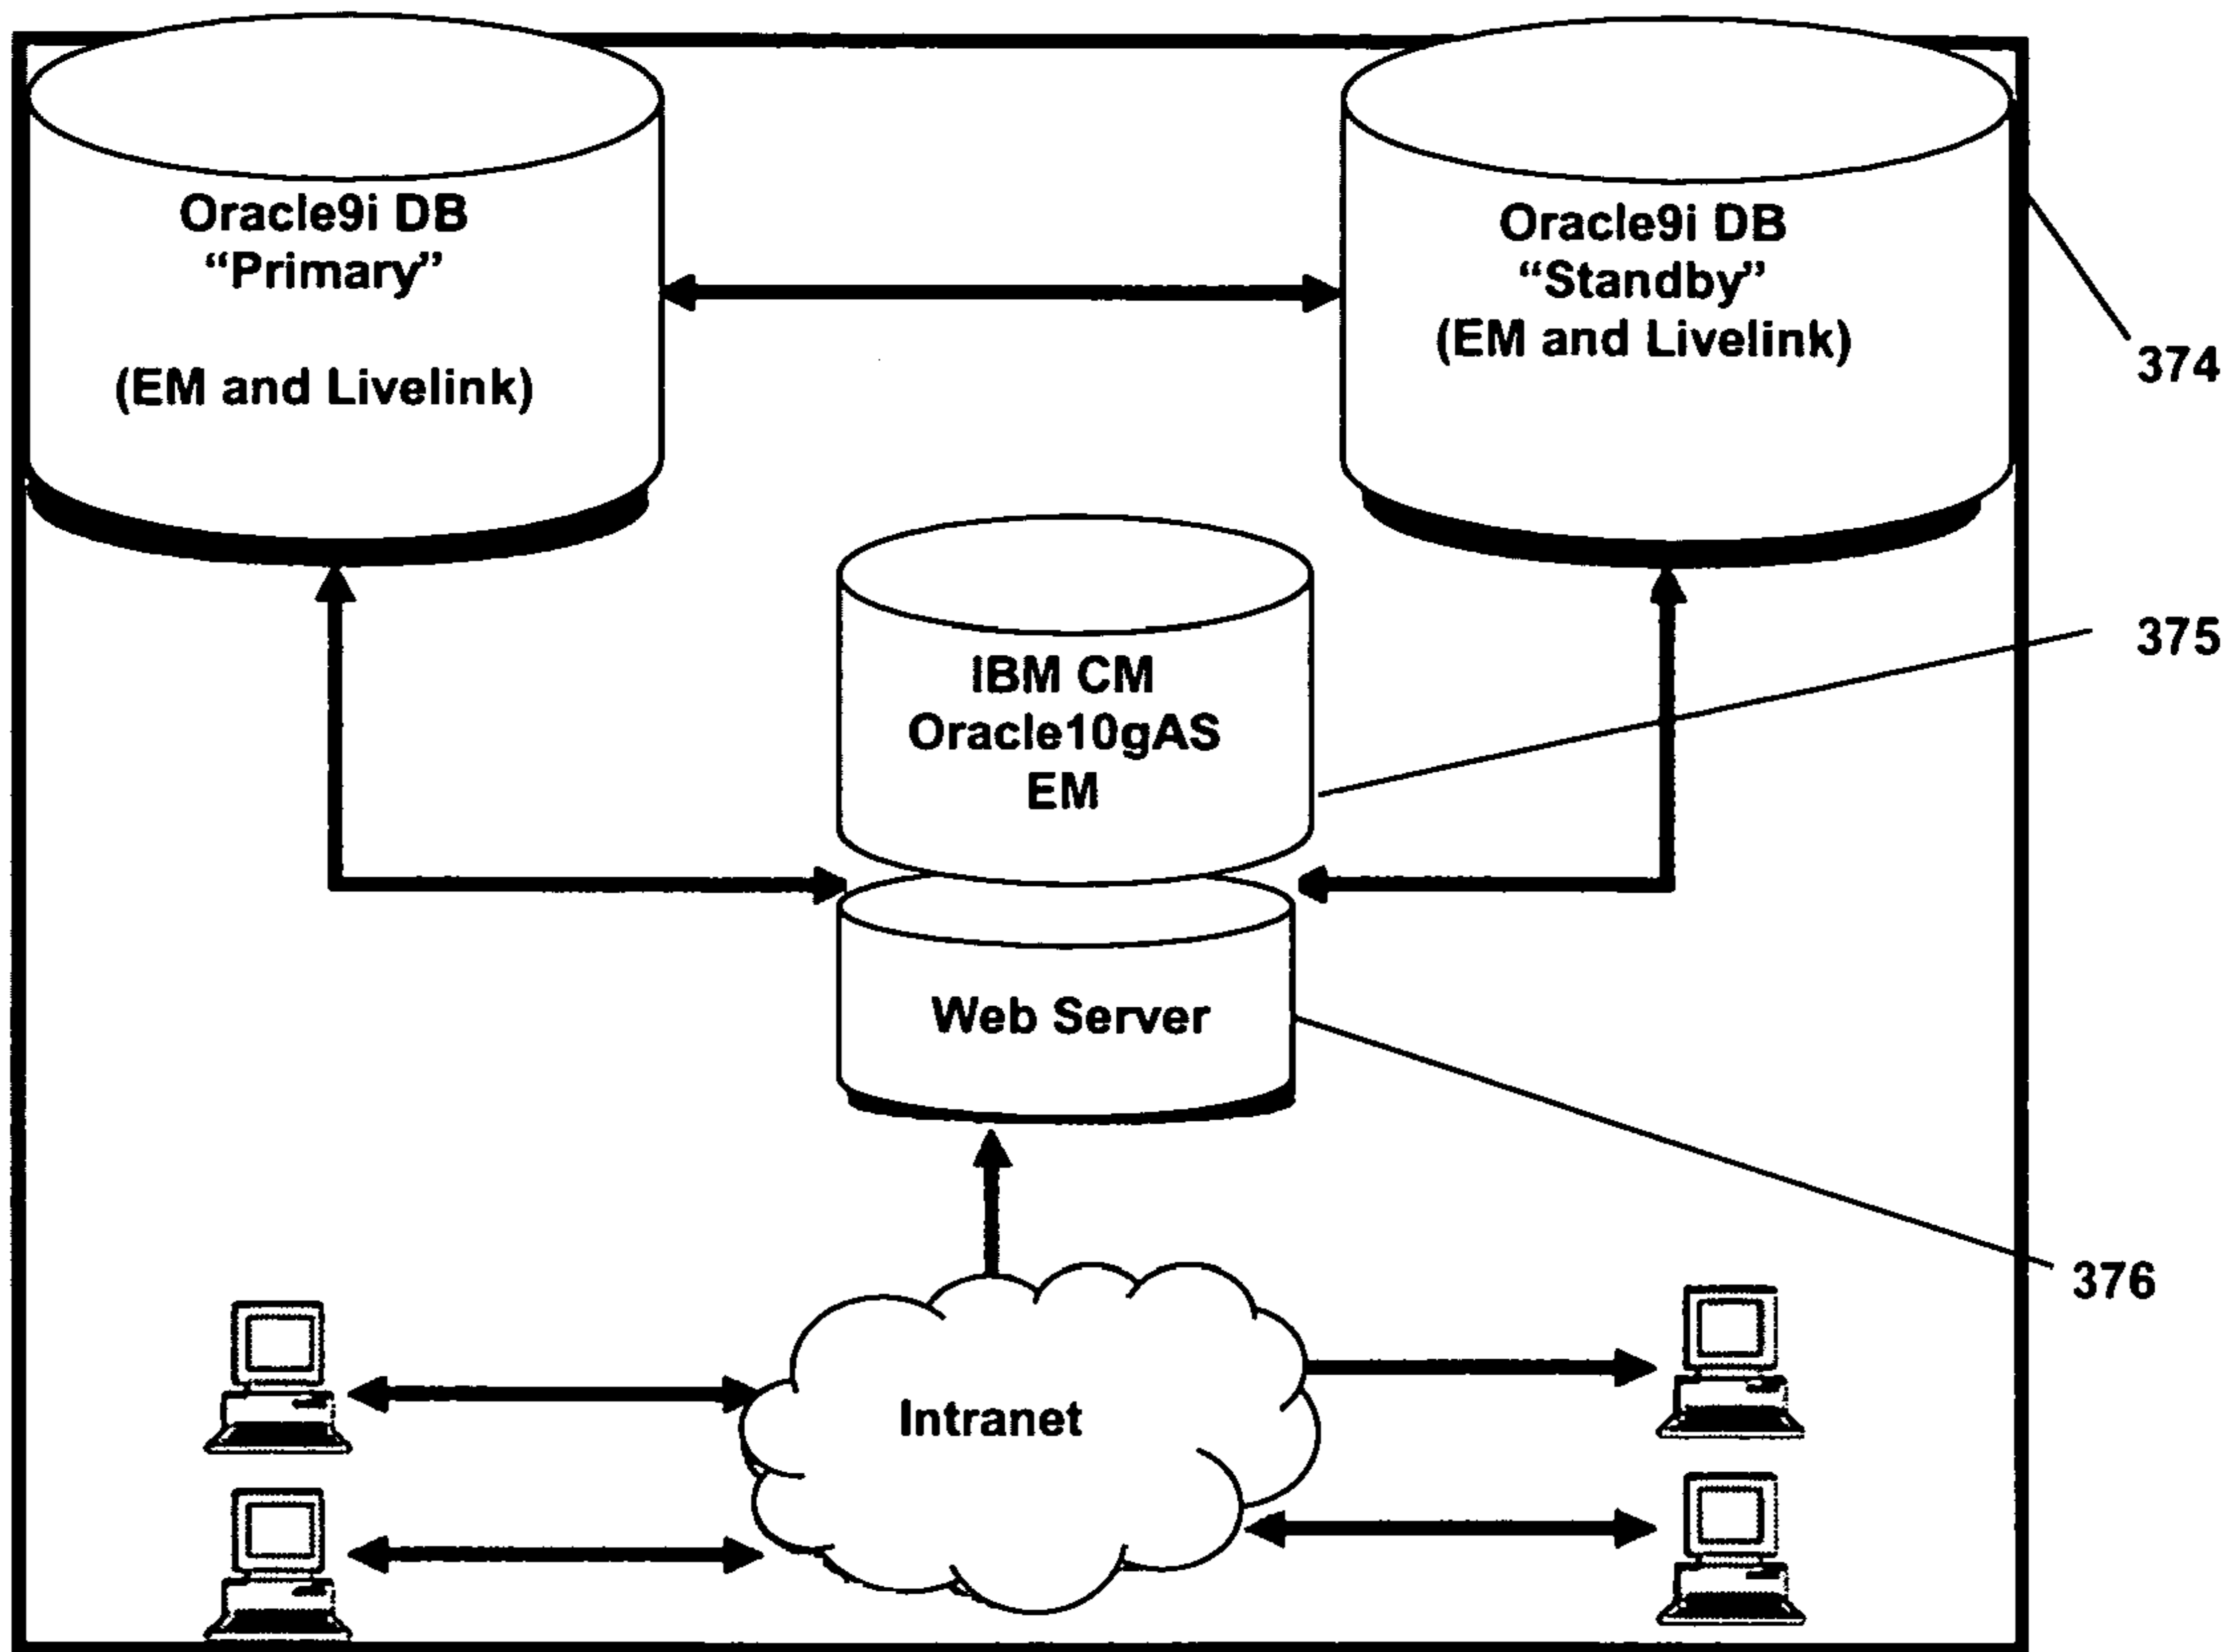 Oracle9i DB
“Primary”
(EM and Livelink)
Oracle9i DB
“Standby”
(EM and Livelink)
374
IBM CM
Oracle10gAS
EM
375
Web Server
376
Intranet